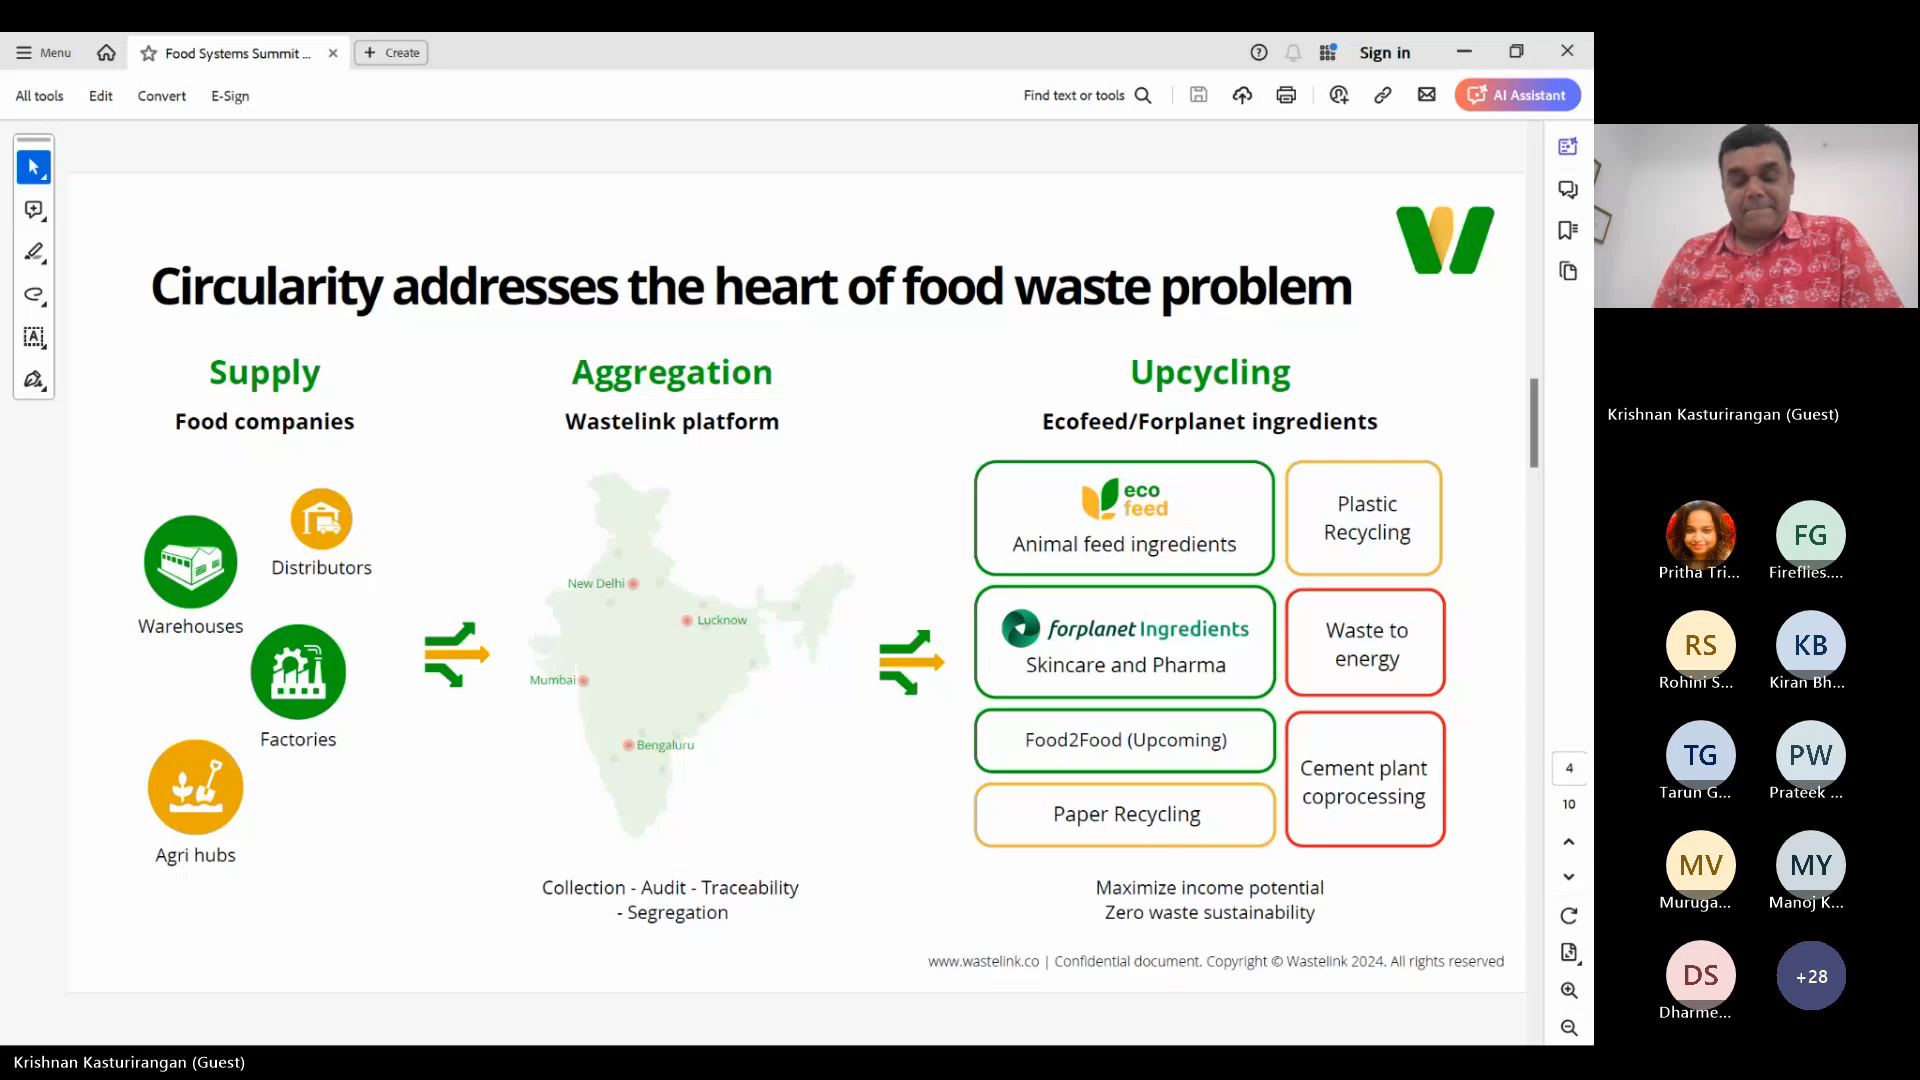 Menu
Food Systems Summit ...
Create
Sign in
All tools
Edit
Convert
E-Sign
Find text or tools
AI Assistant
Circularity addresses the heart of food waste problem
Supply
Food companies
Warehouses
Distributors
Factories
Agri hubs
Aggregation
Wastelink platform
New Delhi
Lucknow
Mumbai
Bengaluru
Collection - Audit - Traceability
- Segregation
Upcycling
Ecofeed/Forplanet ingredients
eco
feed
Animal feed ingredients
Plastic
Recycling
forplanet Ingredients
Skincare and Pharma
Waste to
energy
Food2Food (Upcoming)
Cement plant
coprocessing
Paper Recycling
Maximize income potential
Zero waste sustainability
www.wastelink.co | Confidential document. Copyright © Wastelink 2024. All rights reserved
4
10
Krishnan Kasturirangan (Guest)
FG
Pritha Tri...
Fireflies....
RS
KB
Rohini S...
Kiran Bh...
TG
PW
Tarun G...
Prateek ...
MV
MY
Muruga...
Manoj K...
DS
+28
Dharme...
Krishnan Kasturirangan (Guest)